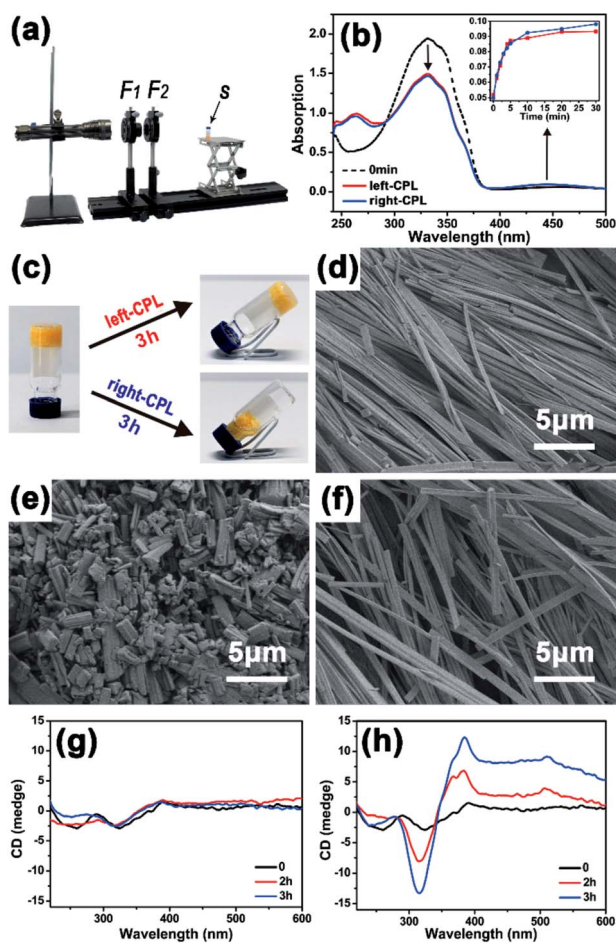 (a)
F1 F2
S
(b)
Absorption
2.0
1.5
1.0
0.5
0.0
250 300 350 400 450 500
Wavelength (nm)
0min
left-CPL
right-CPL
0.10
0.09
0.08
0.07
0.06
0.05
0 5 10 15 20 25 30
Time (min)
(c)
left-CPL
3h
right-CPL
3h
(d)
5μm
(e)
5μm
(f)
5μm
(g)
CD (medge)
15
10
5
0
-5
-10
-15
300 400 500 600
Wavelength (nm)
0
2h
3h
(h)
CD (medge)
15
10
5
0
-5
-10
-15
300 400 500 600
Wavelength (nm)
0
2h
3h